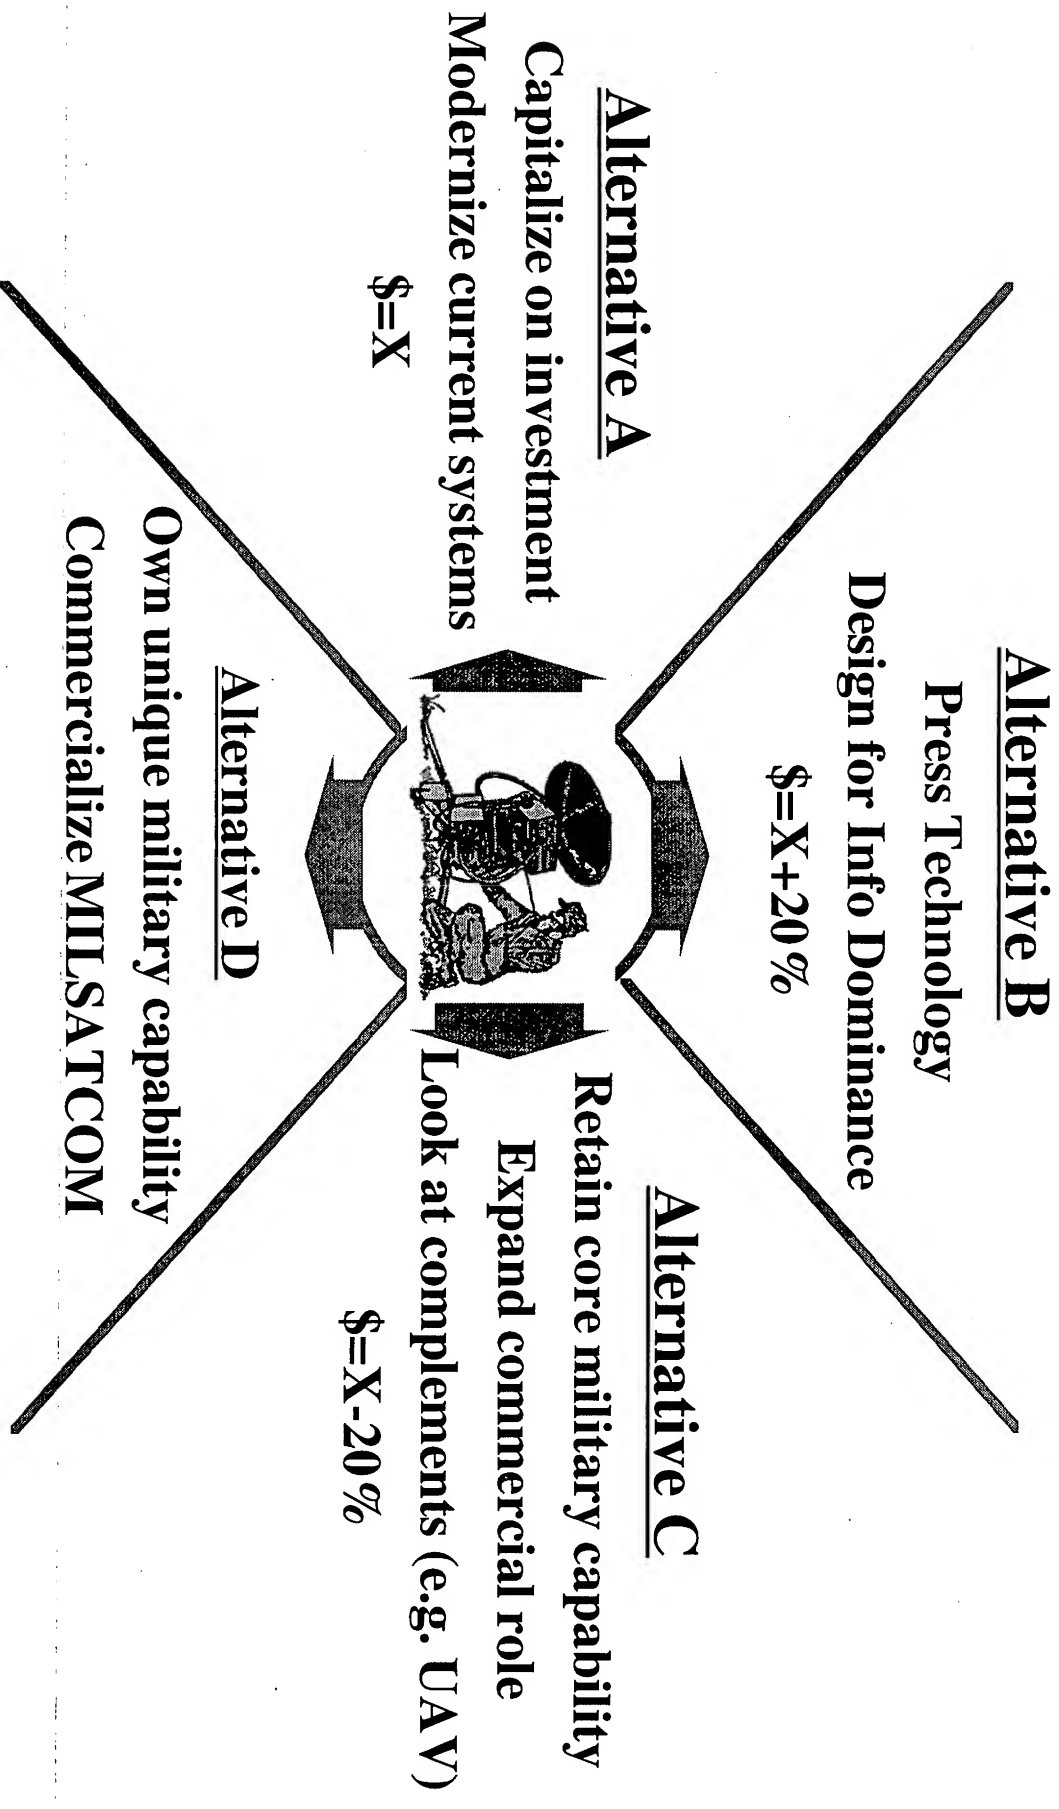 Alternative B
Press Technology
Design for Info Dominance
$=X+20%
Alternative A
Capitalize on investment
Modernize current systems
$=X
Alternative C
Retain core military capability
Expand commercial role
Look at complements (e.g. UAV)
$=X-20%
Alternative D
Own unique military capability
Commercialize MILSATCOM